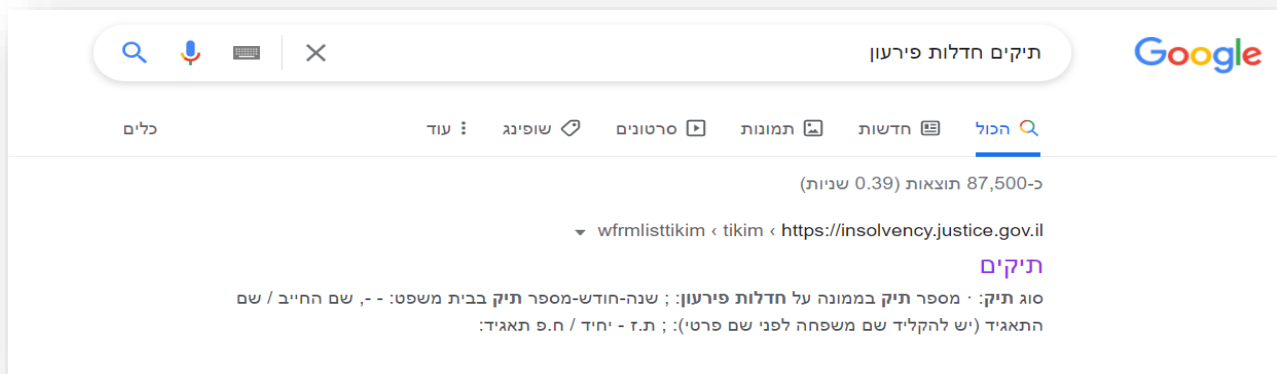 תיקים חדלות פירעון
Google
הכול חדשות תמונות סרטונים שופינג עוד כלים
כ-87,500 תוצאות (0.39 שניות)
https://insolvency.justice.gov.il › tikim › wfrmlisttikim
תיקים
סוג תיק: · מספר תיק בממונה על חדלות פירעון: ; שנה-חודש-מספר תיק בבית משפט: - -, שם החייב / שם
התאגיד (יש להקליד שם משפחה לפני שם פרטי): ; ת.ז - יחיד / ח.פ תאגיד: